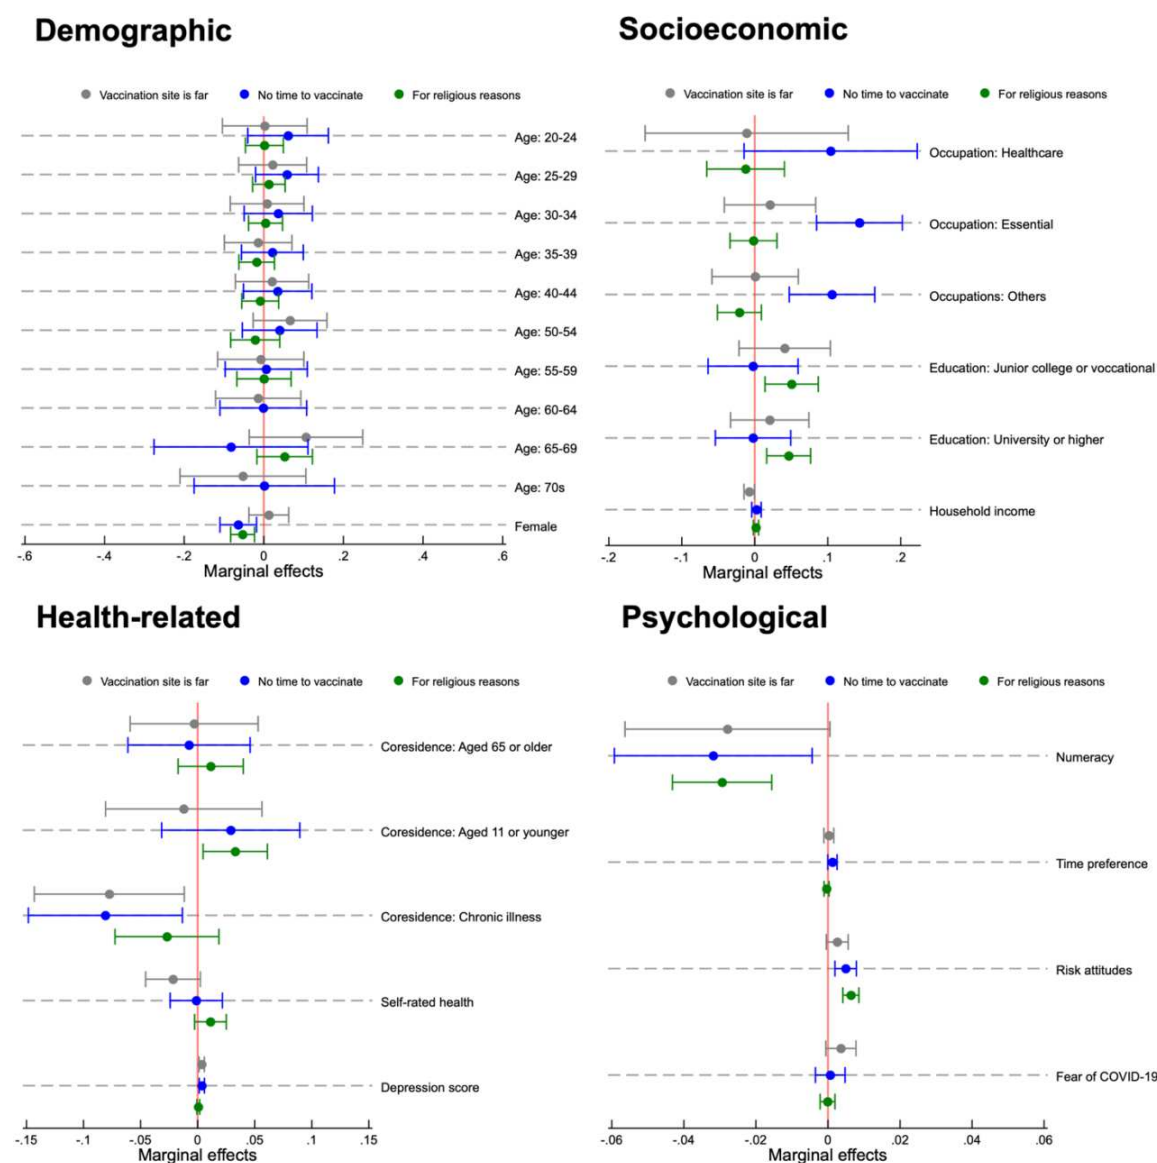 Demographic
Vaccination site is far No time to vaccinate For religious reasons
Age: 20-24
Age: 25-29
Age: 30-34
Age: 35-39
Age: 40-44
Age: 50-54
Age: 55-59
Age: 60-64
Age: 65-69
Age: 70s
Female
-.6 -.4 -.2 0 .2 .4 .6
Marginal effects
Socioeconomic
Vaccination site is far No time to vaccinate For religious reasons
Occupation: Healthcare
Occupation: Essential
Occupations: Others
Education: Junior college or voccational
Education: University or higher
Household income
-.2 -.1 0 .1 .2
Marginal effects
Health-related
Vaccination site is far No time to vaccinate For religious reasons
Coresidence: Aged 65 or older
Coresidence: Aged 11 or younger
Coresidence: Chronic illness
Self-rated health
Depression score
-.15 -.1 -.05 0 .05 .1 .15
Marginal effects
Psychological
Vaccination site is far No time to vaccinate For religious reasons
Numeracy
Time preference
Risk attitudes
Fear of COVID-19
-.06 -.04 -.02 0 .02 .04 .06
Marginal effects